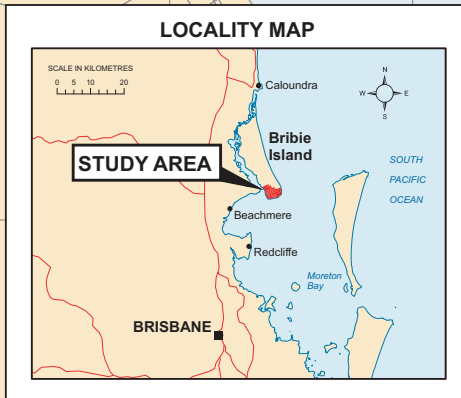 LOCALITY MAP
SCALE IN KILOMETRES
0 5 10 20
Caloundra
N
W E
S
Bribie
Island
STUDY AREA
SOUTH
PACIFIC
OCEAN
Beachmere
Redcliffe
Moreton
Bay
BRISBANE